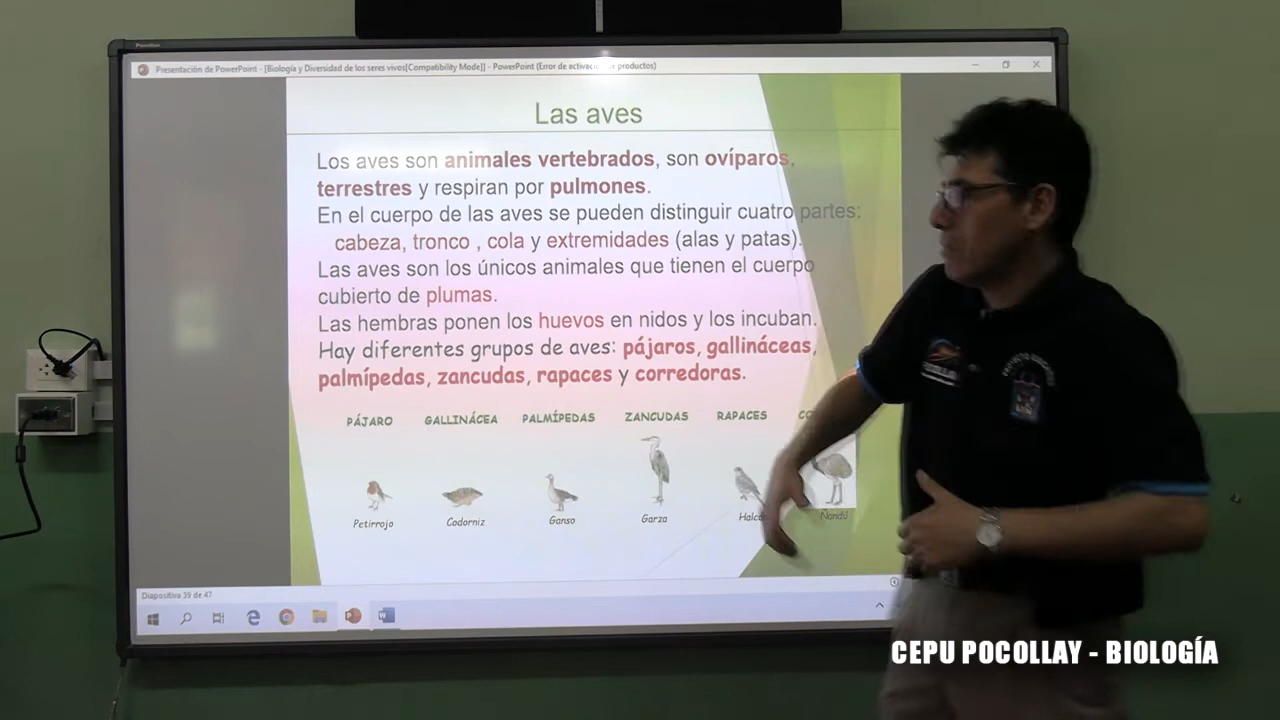 Presentación de PowerPoint - [Biología y Diversidad de los seres vivos[Compatibility Mode]] - PowerPoint (Error de activación productos)
Las aves
Los aves son animales vertebrados, son ovíparos,
terrestres y respiran por pulmones.
En el cuerpo de las aves se pueden distinguir cuatro partes:
cabeza, tronco , cola y extremidades (alas y patas).
Las aves son los únicos animales que tienen el cuerpo
cubierto de plumas.
Las hembras ponen los huevos en nidos y los incuban.
Hay diferentes grupos de aves: pájaros, gallináceas,
palmípedas, zancudas, rapaces y corredoras.
PÁJARO GALLINÁCEA PALMÍPEDAS ZANCUDAS RAPACES
Petirrojo Codorniz Ganso Garza Halcón Ñandú
Diapositiva 39 de 47
CEPU POCOLLAY - BIOLOGÍA